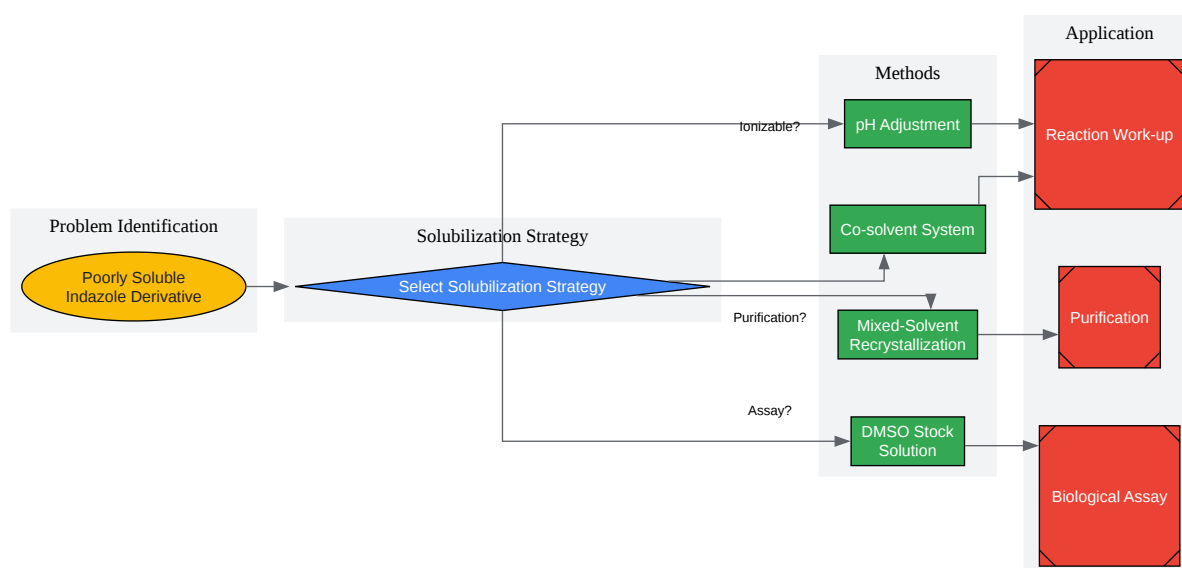 Problem Identification
Poorly Soluble
Indazole Derivative
Solubilization Strategy
Select Solubilization Strategy
Ionizable?
Purification?
Assay?
Methods
pH Adjustment
Co-solvent System
Mixed-Solvent
Recrystallization
DMSO Stock
Solution
Application
Reaction Work-up
Purification
Biological Assay